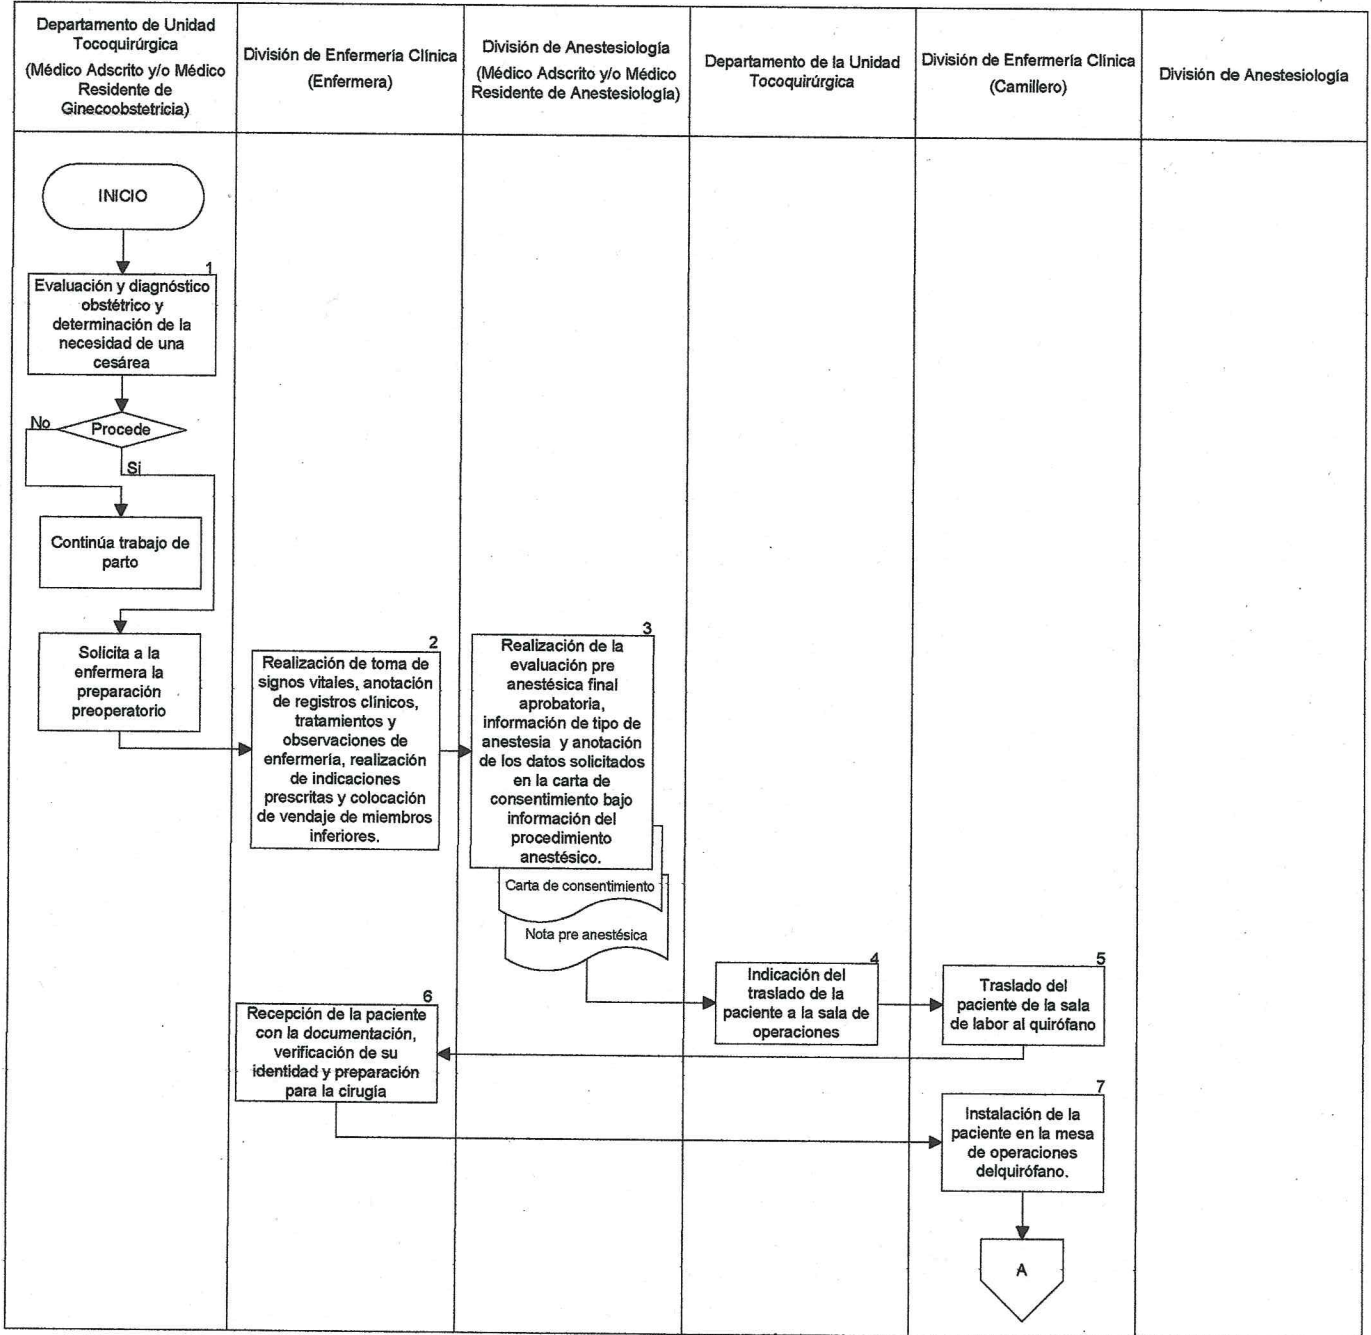 Departamento de Unidad
Tocoquirúrgica
(Médico Adscrito y/o Médico
Residente de
Ginecoobstetricia)
División de Enfermería Clínica
(Enfermera)
División de Anestesiología
(Médico Adscrito y/o Médico
Residente de Anestesiología)
Departamento de la Unidad
Tocoquirúrgica
División de Enfermería Clínica
(Camillero)
División de Anestesiología
INICIO
1
Evaluación y diagnóstico
obstétrico y
determinación de la
necesidad de una
cesárea
No
Procede
Si
Continúa trabajo de
parto
Solicita a la
enfermera la
preparación
preoperatorio
2
Realización de toma de
signos vitales, anotación
de registros clínicos,
tratamientos y
observaciones de
enfermería, realización
de indicaciones
prescritas y colocación
de vendaje de miembros
inferiores.
3
Realización de la
evaluación pre
anestésica final
aprobatoria,
información de tipo de
anestesia y anotación
de los datos solicitados
en la carta de
consentimiento bajo
información del
procedimiento
anestésico.
Carta de consentimiento
Nota pre anestésica
4
Indicación del
traslado de la
paciente a la sala de
operaciones
5
Traslado del
paciente de la sala
de labor al quirófano
6
Recepción de la paciente
con la documentación,
verificación de su
identidad y preparación
para la cirugía
7
Instalación de la
paciente en la mesa
de operaciones
delquirófano.
A